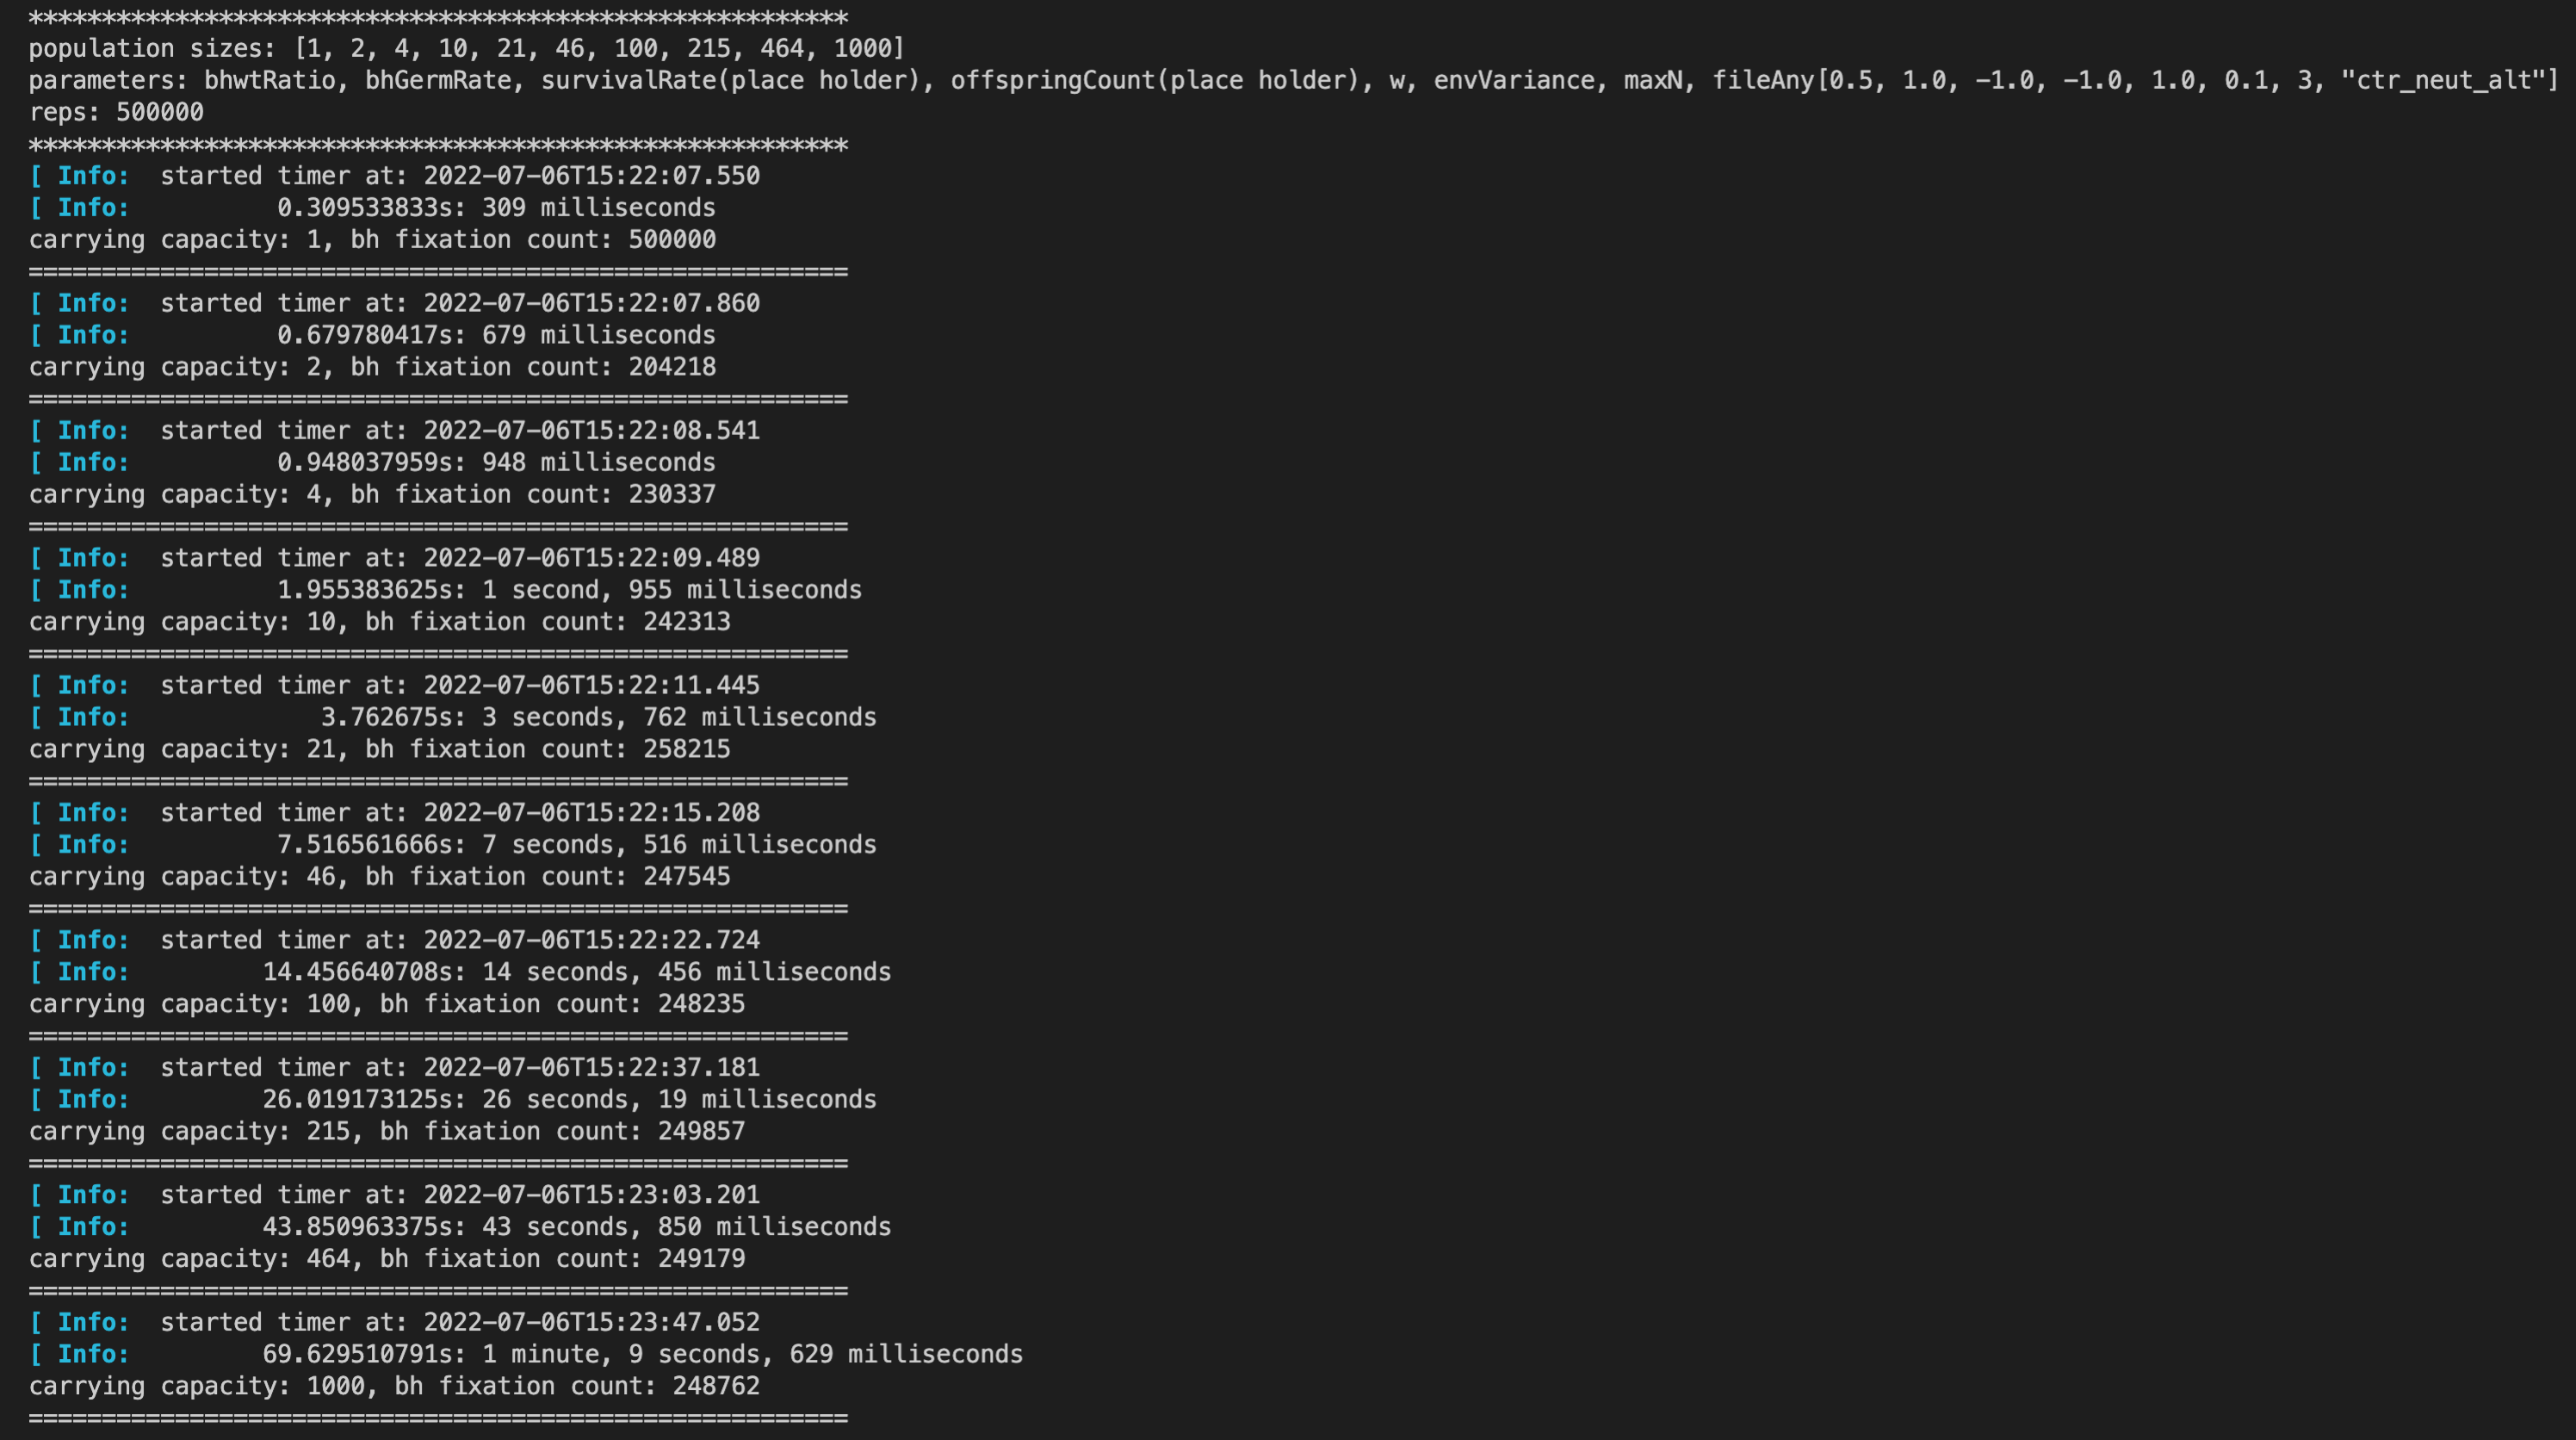 ********************************************************
population sizes: [1, 2, 4, 10, 21, 46, 100, 215, 464, 1000]
parameters: bhwtRatio, bhGermRate, survivalRate(place holder), offspringCount(place holder), w, envVariance, maxN, fileAny[0.5, 1.0, -1.0, -1.0, 1.0, 0.1, 3, "ctr_neut_alt"]
reps: 500000
********************************************************
[ Info:  started timer at: 2022-07-06T15:22:07.550
[ Info:          0.309533833s: 309 milliseconds
carrying capacity: 1, bh fixation count: 500000
========================================================
[ Info:  started timer at: 2022-07-06T15:22:07.860
[ Info:          0.679780417s: 679 milliseconds
carrying capacity: 2, bh fixation count: 204218
========================================================
[ Info:  started timer at: 2022-07-06T15:22:08.541
[ Info:          0.948037959s: 948 milliseconds
carrying capacity: 4, bh fixation count: 230337
========================================================
[ Info:  started timer at: 2022-07-06T15:22:09.489
[ Info:          1.955383625s: 1 second, 955 milliseconds
carrying capacity: 10, bh fixation count: 242313
========================================================
[ Info:  started timer at: 2022-07-06T15:22:11.445
[ Info:             3.762675s: 3 seconds, 762 milliseconds
carrying capacity: 21, bh fixation count: 258215
========================================================
[ Info:  started timer at: 2022-07-06T15:22:15.208
[ Info:          7.516561666s: 7 seconds, 516 milliseconds
carrying capacity: 46, bh fixation count: 247545
========================================================
[ Info:  started timer at: 2022-07-06T15:22:22.724
[ Info:         14.456640708s: 14 seconds, 456 milliseconds
carrying capacity: 100, bh fixation count: 248235
========================================================
[ Info:  started timer at: 2022-07-06T15:22:37.181
[ Info:         26.019173125s: 26 seconds, 19 milliseconds
carrying capacity: 215, bh fixation count: 249857
========================================================
[ Info:  started timer at: 2022-07-06T15:23:03.201
[ Info:         43.850963375s: 43 seconds, 850 milliseconds
carrying capacity: 464, bh fixation count: 249179
========================================================
[ Info:  started timer at: 2022-07-06T15:23:47.052
[ Info:         69.629510791s: 1 minute, 9 seconds, 629 milliseconds
carrying capacity: 1000, bh fixation count: 248762
========================================================